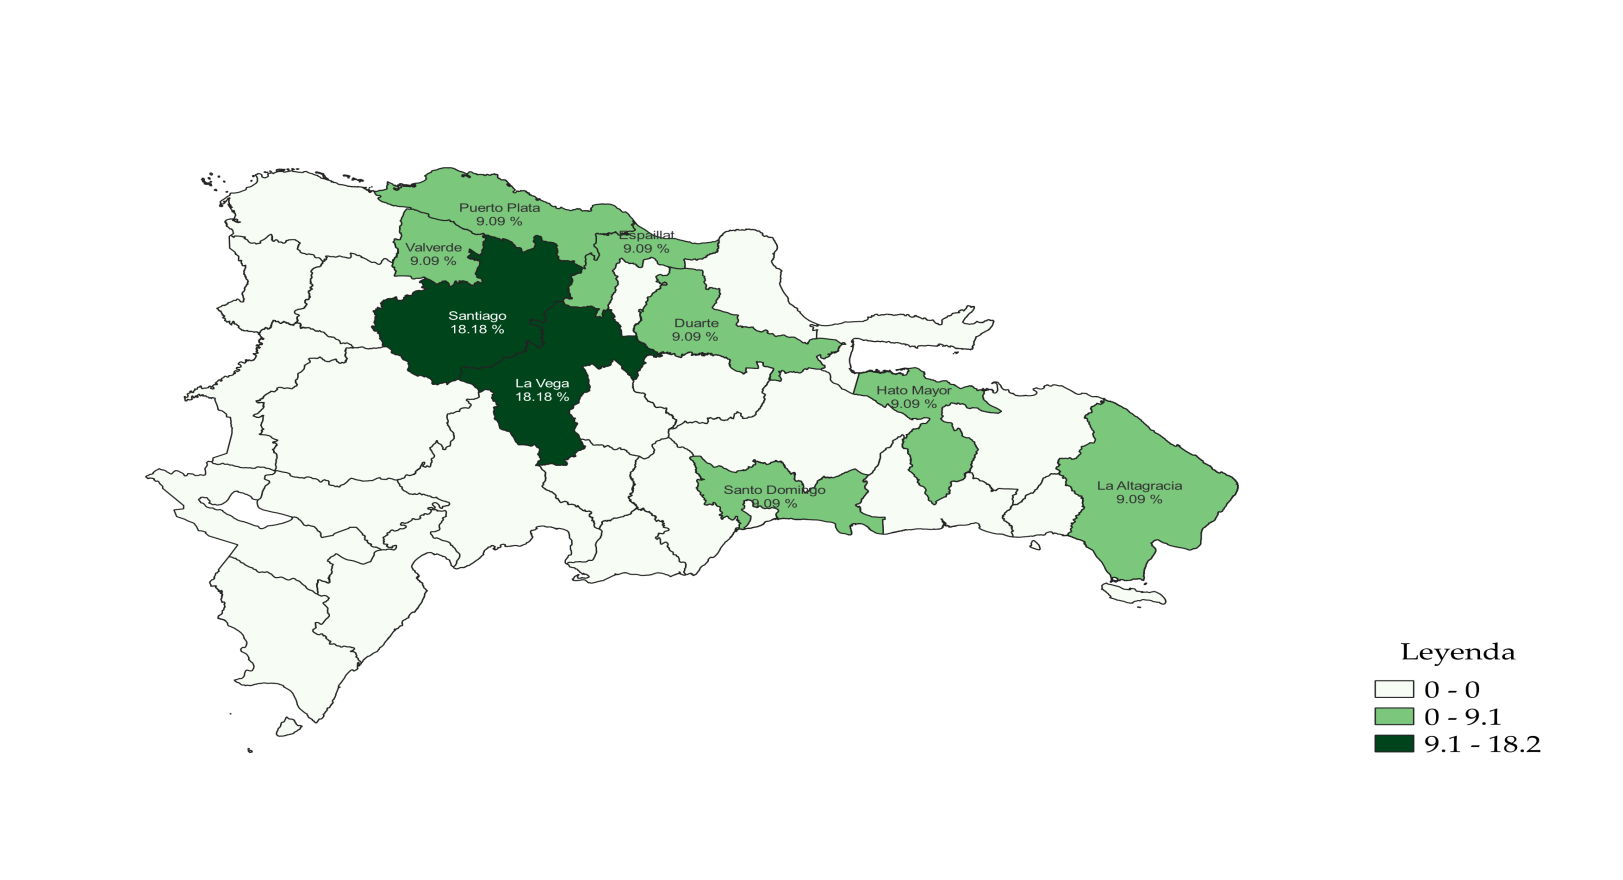 Puerto Plata
9.09 %
Espaillat
9.09 %
Valverde
9.09 %
Santiago
18.18 %
Duarte
9.09 %
La Vega
18.18 %
Hato Mayor
9.09 %
Santo Domingo
9.09 %
La Altagracia
9.09 %
Leyenda
0 - 0
0 - 9.1
9.1 - 18.2